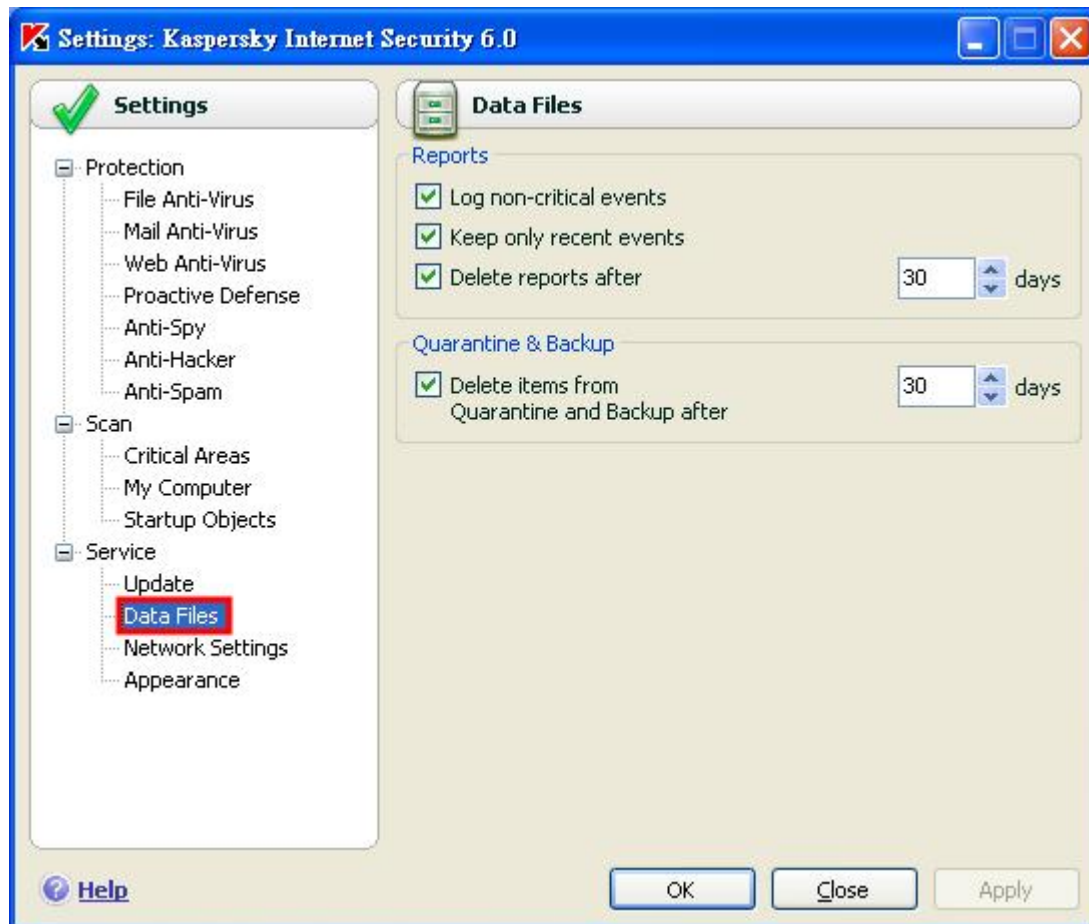 Settings: Kaspersky Internet Security 6.0
Settings
Protection
File Anti-Virus
Mail Anti-Virus
Web Anti-Virus
Proactive Defense
Anti-Spy
Anti-Hacker
Anti-Spam
Scan
Critical Areas
My Computer
Startup Objects
Service
Update
Data Files
Network Settings
Appearance
Data Files
Reports
Log non-critical events
Keep only recent events
Delete reports after 30 days
Quarantine & Backup
Delete items from 30 days
Quarantine and Backup after
Help
OK Close Apply